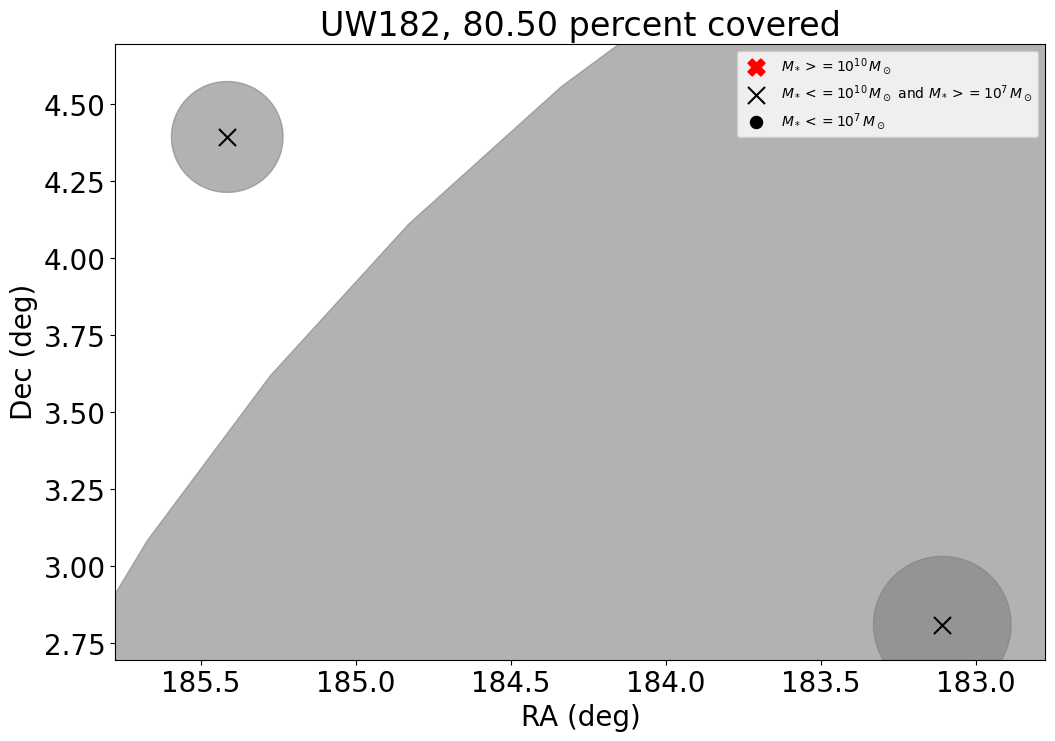 UW182, 80.50 percent covered
M* >= 10^10 M⊙
M* <= 10^10 M⊙ and M* >= 10^7 M⊙
M* <= 10^7 M⊙
4.50
4.25
4.00
3.75
3.50
3.25
3.00
2.75
Dec (deg)
185.5 185.0 184.5 184.0 183.5 183.0
RA (deg)